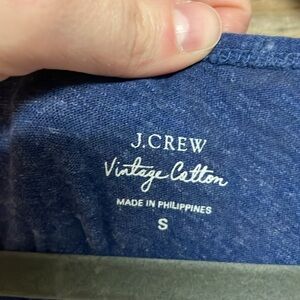 J.CREW
Vintage Cotton
MADE IN PHILIPPINES
S